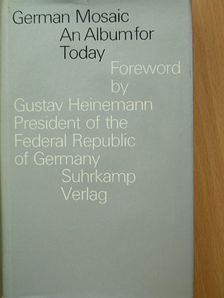 German Mosaic
An Album for
Today
Foreword
by
Gustav Heinemann
President of the
Federal Republic
of Germany
Suhrkamp
Verlag